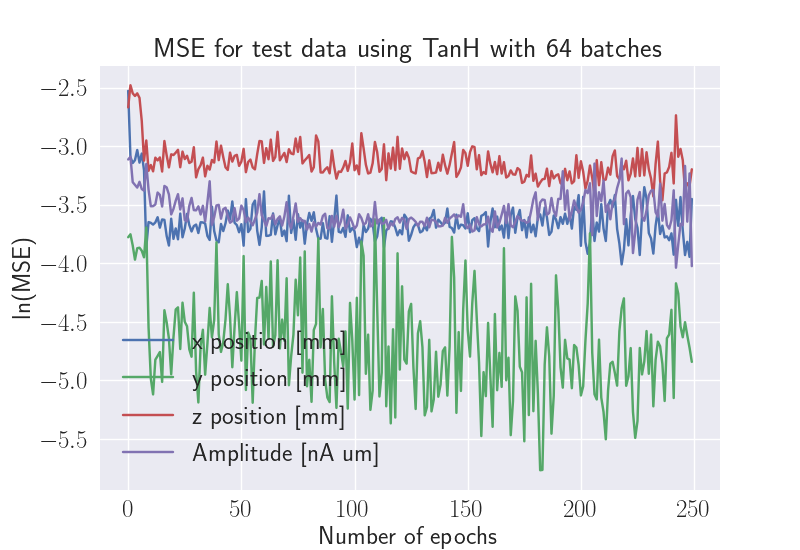 MSE for test data using TanH with 64 batches
ln(MSE)
−2.5
−3.0
−3.5
−4.0
−4.5
−5.0
−5.5
x position [mm]
y position [mm]
z position [mm]
Amplitude [nA um]
0 50 100 150 200 250
Number of epochs